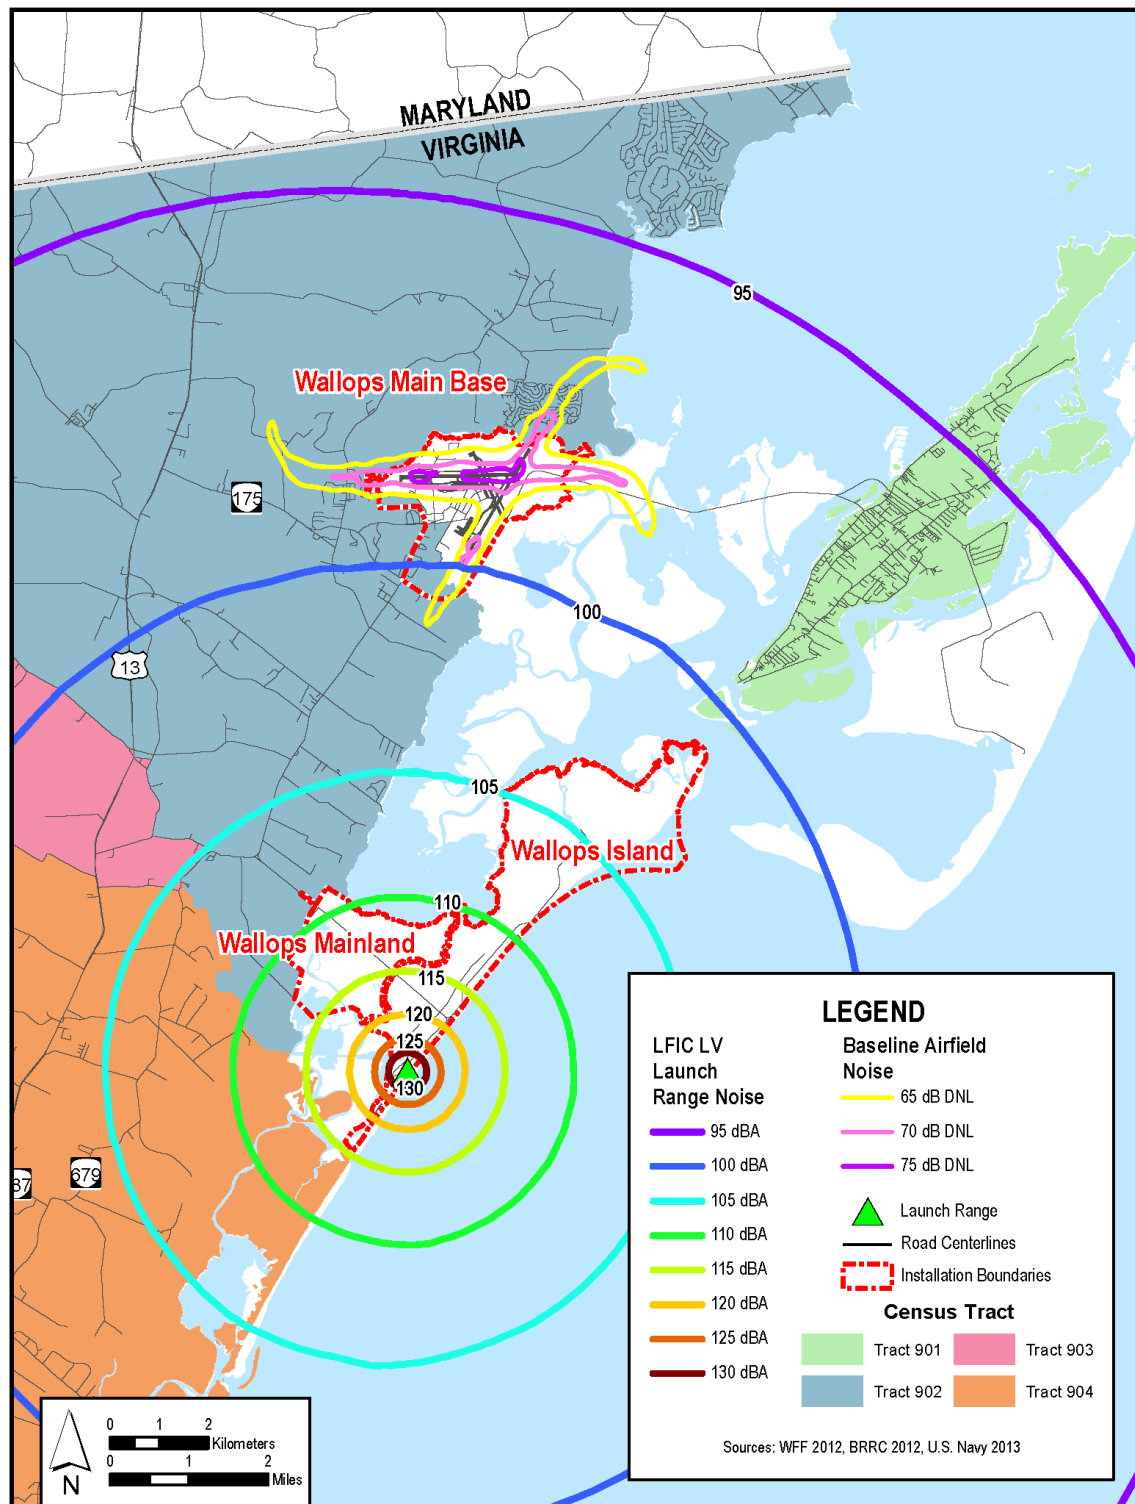 MARYLAND
VIRGINIA
95
Wallops Main Base
175
100
13
105
Wallops Island
110
Wallops Mainland
115
120
125
130
679
87
LEGEND
LFIC LV
Launch
Range Noise
95 dBA
100 dBA
105 dBA
110 dBA
115 dBA
120 dBA
125 dBA
130 dBA
Baseline Airfield
Noise
65 dB DNL
70 dB DNL
75 dB DNL
Launch Range
Road Centerlines
Installation Boundaries
Census Tract
Tract 901
Tract 903
Tract 902
Tract 904
Sources: WFF 2012, BRRC 2012, U.S. Navy 2013
N
0 1 2
Kilometers
0 1 2
Miles